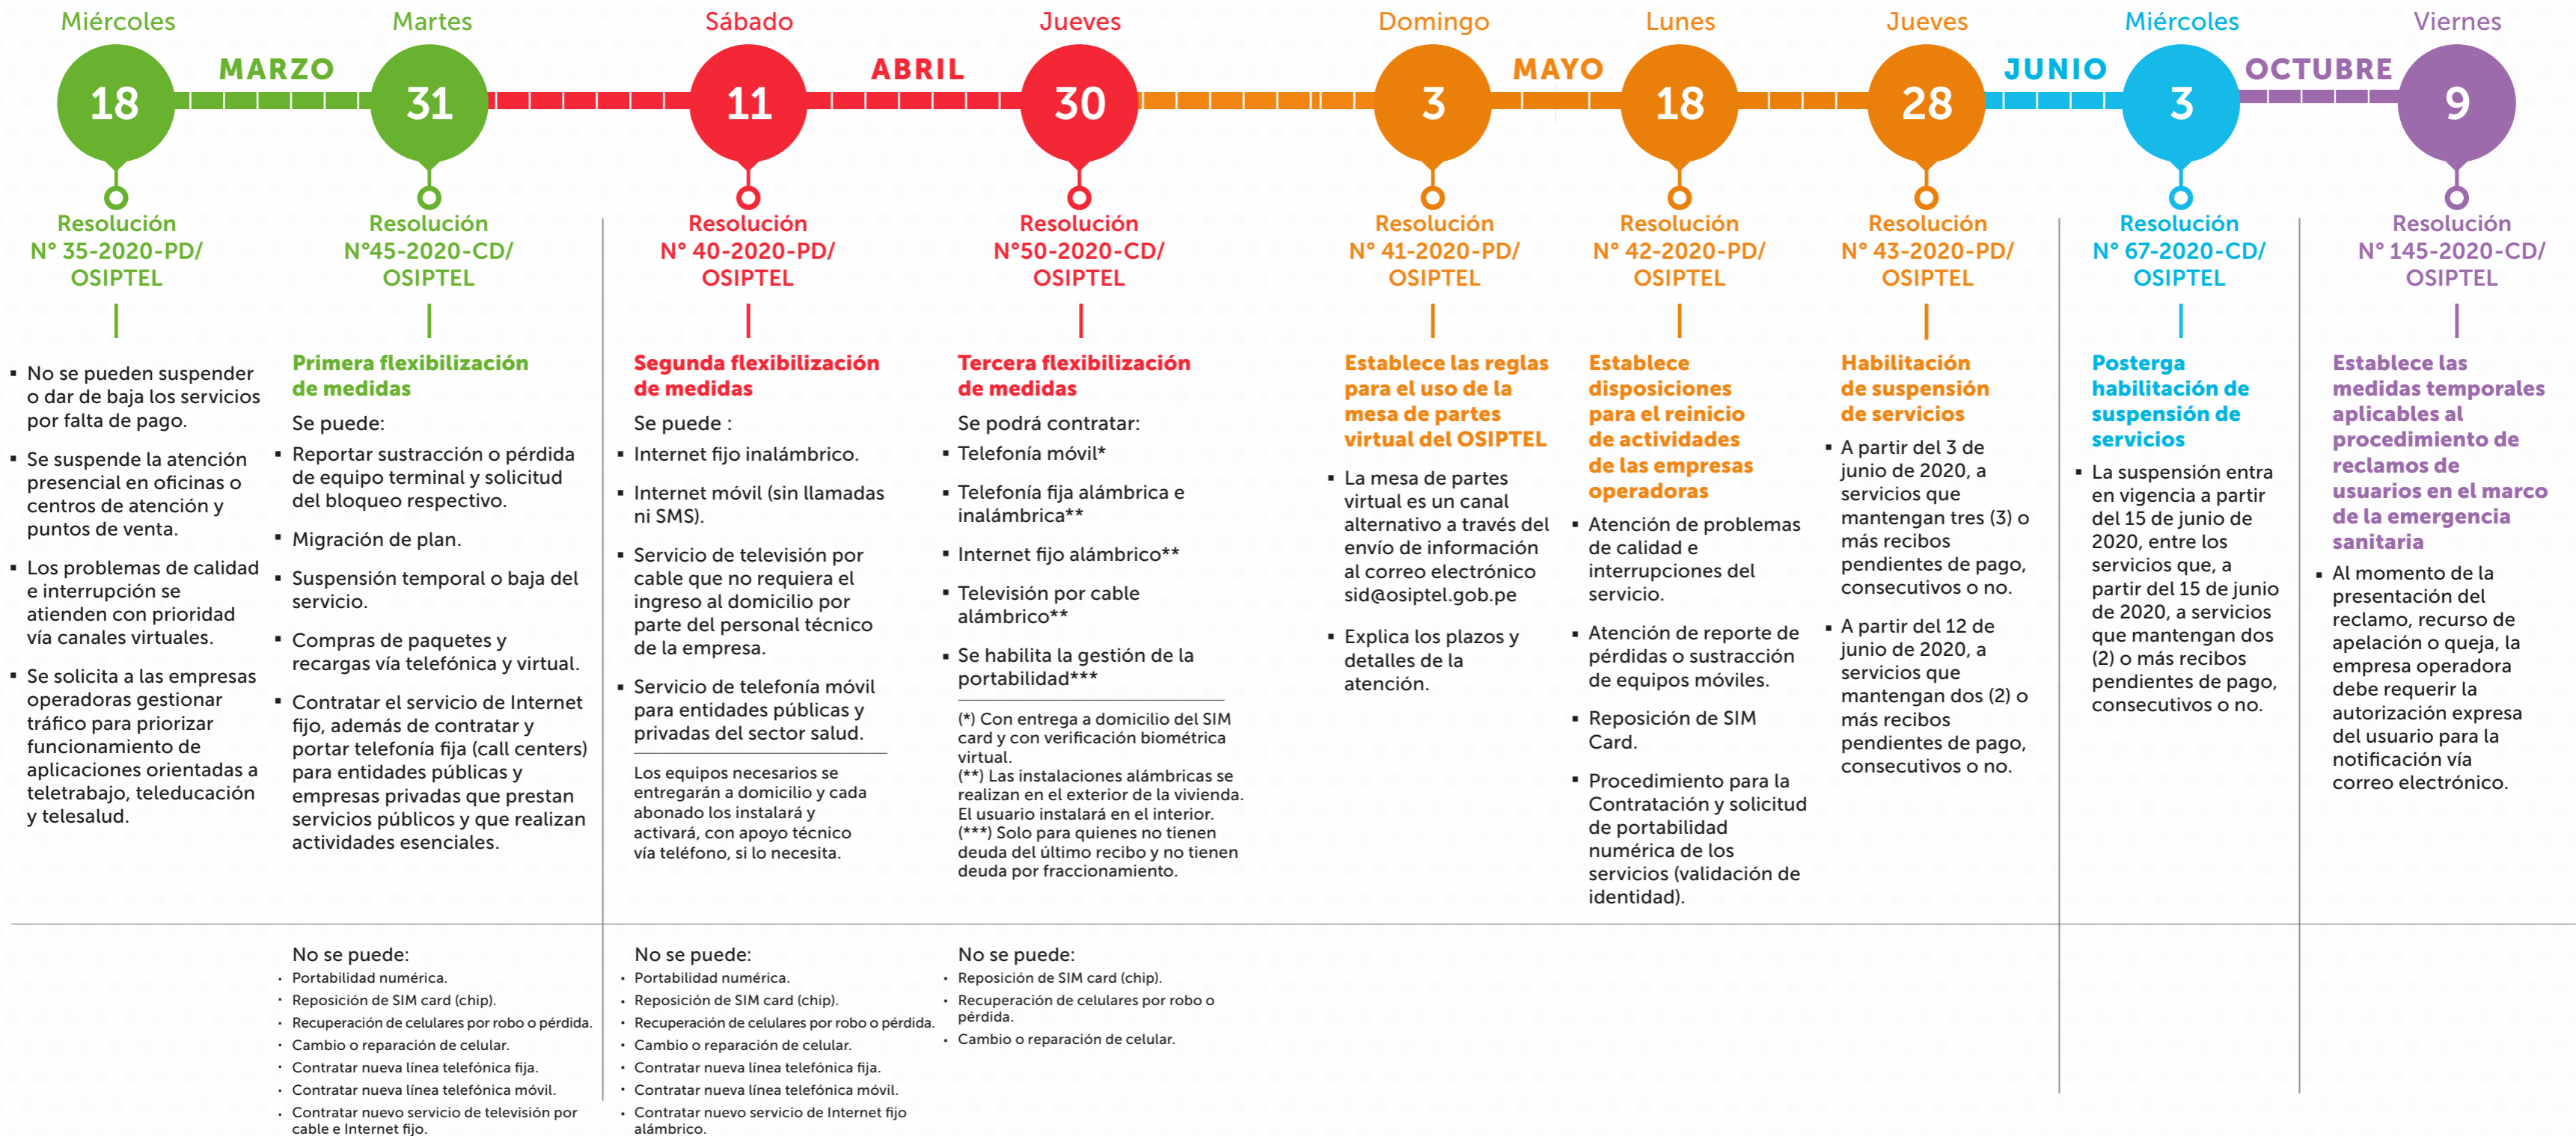 Miércoles
18
MARZO
Martes
31
Sábado
11
ABRIL
Jueves
30
Domingo
3
MAYO
Lunes
18
Jueves
28
JUNIO
Miércoles
3
OCTUBRE
Viernes
9
Resolución
N° 35-2020-PD/
OSIPTEL
▪ No se pueden suspender
o dar de baja los servicios
por falta de pago.
▪ Se suspende la atención
presencial en oficinas o
centros de atención y
puntos de venta.
▪ Los problemas de calidad
e interrupción se
atienden con prioridad
vía canales virtuales.
▪ Se solicita a las empresas
operadoras gestionar
tráfico para priorizar
funcionamiento de
aplicaciones orientadas a
teletrabajo, teleducación
y telesalud.
Resolución
N°45-2020-CD/
OSIPTEL
Primera flexibilización
de medidas
Se puede:
▪ Reportar sustracción o pérdida
de equipo terminal y solicitud
del bloqueo respectivo.
▪ Migración de plan.
▪ Suspensión temporal o baja del
servicio.
▪ Compras de paquetes y
recargas vía telefónica y virtual.
▪ Contratar el servicio de Internet
fijo, además de contratar y
portar telefonía fija (call centers)
para entidades públicas y
empresas privadas que prestan
servicios públicos y que realizan
actividades esenciales.
No se puede:
· Portabilidad numérica.
· Reposición de SIM card (chip).
· Recuperación de celulares por robo o pérdida.
· Cambio o reparación de celular.
· Contratar nueva línea telefónica fija.
· Contratar nueva línea telefónica móvil.
· Contratar nuevo servicio de televisión por
cable e Internet fijo.
Resolución
N° 40-2020-PD/
OSIPTEL
Segunda flexibilización
de medidas
Se puede :
▪ Internet fijo inalámbrico.
▪ Internet móvil (sin llamadas
ni SMS).
▪ Servicio de televisión por
cable que no requiera el
ingreso al domicilio por
parte del personal técnico
de la empresa.
▪ Servicio de telefonía móvil
para entidades públicas y
privadas del sector salud.
Los equipos necesarios se
entregarán a domicilio y cada
abonado los instalará y
activará, con apoyo técnico
vía teléfono, si lo necesita.
No se puede:
· Portabilidad numérica.
· Reposición de SIM card (chip).
· Recuperación de celulares por robo o pérdida.
· Cambio o reparación de celular.
· Contratar nueva línea telefónica fija.
· Contratar nueva línea telefónica móvil.
· Contratar nuevo servicio de Internet fijo
alámbrico.
Resolución
N°50-2020-CD/
OSIPTEL
Tercera flexibilización
de medidas
Se podrá contratar:
▪ Telefonía móvil*
▪ Telefonía fija alámbrica e
inalámbrica**
▪ Internet fijo alámbrico**
▪ Televisión por cable
alámbrico**
▪ Se habilita la gestión de la
portabilidad***
(*) Con entrega a domicilio del SIM
card y con verificación biométrica
virtual.
(**) Las instalaciones alámbricas se
realizan en el exterior de la vivienda.
El usuario instalará en el interior.
(***) Solo para quienes no tienen
deuda del último recibo y no tienen
deuda por fraccionamiento.
No se puede:
· Reposición de SIM card (chip).
· Recuperación de celulares por robo o
pérdida.
· Cambio o reparación de celular.
Resolución
N° 41-2020-PD/
OSIPTEL
Establece las reglas
para el uso de la
mesa de partes
virtual del OSIPTEL
▪ La mesa de partes
virtual es un canal
alternativo a través del
envío de información
al correo electrónico
sid@osiptel.gob.pe
▪ Explica los plazos y
detalles de la
atención.
Resolución
N° 42-2020-PD/
OSIPTEL
Establece
disposiciones
para el reinicio
de actividades
de las empresas
operadoras
▪ Atención de problemas
de calidad e
interrupciones del
servicio.
▪ Atención de reporte de
pérdidas o sustracción
de equipos móviles.
▪ Reposición de SIM
Card.
▪ Procedimiento para la
Contratación y solicitud
de portabilidad
numérica de los
servicios (validación de
identidad).
Resolución
N° 43-2020-PD/
OSIPTEL
Habilitación
de suspensión
de servicios
▪ A partir del 3 de
junio de 2020, a
servicios que
mantengan tres (3) o
más recibos
pendientes de pago,
consecutivos o no.
▪ A partir del 12 de
junio de 2020, a
servicios que
mantengan dos (2) o
más recibos
pendientes de pago,
consecutivos o no.
Resolución
N° 67-2020-CD/
OSIPTEL
Posterga
habilitación de
suspensión de
servicios
▪ La suspensión entra
en vigencia a partir
del 15 de junio de
2020, entre los
servicios que, a
partir del 15 de junio
de 2020, a servicios
que mantengan dos
(2) o más recibos
pendientes de pago,
consecutivos o no.
Resolución
N° 145-2020-CD/
OSIPTEL
Establece las
medidas temporales
aplicables al
procedimiento de
reclamos de
usuarios en el marco
de la emergencia
sanitaria
▪ Al momento de la
presentación del
reclamo, recurso de
apelación o queja, la
empresa operadora
debe requerir la
autorización expresa
del usuario para la
notificación vía
correo electrónico.